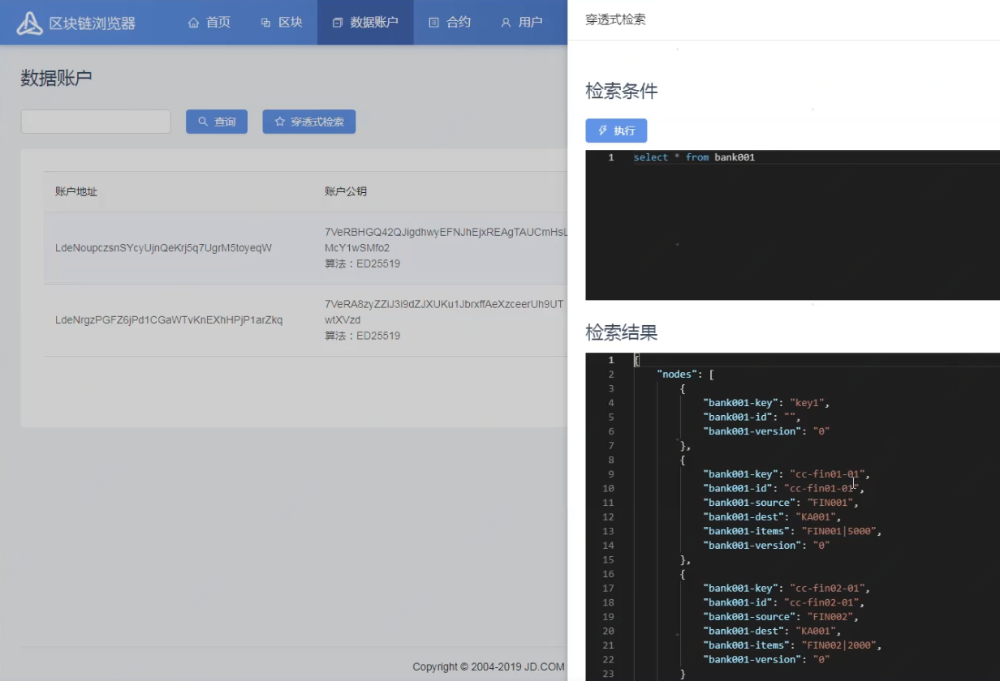 区块链浏览器
首页 区块 数据账户 合约 用户
数据账户
查询 穿透式检索
账户地址 账户公钥
LdeNoupczsnSYcyUjnQeKrj5q7UgrM5toyeqW
7VeRBHGQ42QJigdhwyEFNJhEjxREAgTAUCmHsL
McY1wSMfo2
算法：ED25519
LdeNrgzPGFZ6jPd1CGaWTvKnEXhHPjP1arZkq
7VeRA8zyZZiJ3i9dZJXUKu1JbrxffAeXzceerUh9UT
wtXVzd
算法：ED25519
Copyright © 2004-2019 JD.COM
穿透式检索
检索条件
执行
1 select * from bank001
检索结果
1 {
2 "nodes": [
3 {
4 "bank001-key": "key1",
5 "bank001-id": "",
6 "bank001-version": "0"
7 },
8 {
9 "bank001-key": "cc-fin01-01",
10 "bank001-id": "cc-fin01-01",
11 "bank001-source": "FIN001",
12 "bank001-dest": "KA001",
13 "bank001-items": "FIN001|5000",
14 "bank001-version": "0"
15 },
16 {
17 "bank001-key": "cc-fin02-01",
18 "bank001-id": "cc-fin02-01",
19 "bank001-source": "FIN002",
20 "bank001-dest": "KA001",
21 "bank001-items": "FIN002|2000",
22 "bank001-version": "0"
23 }